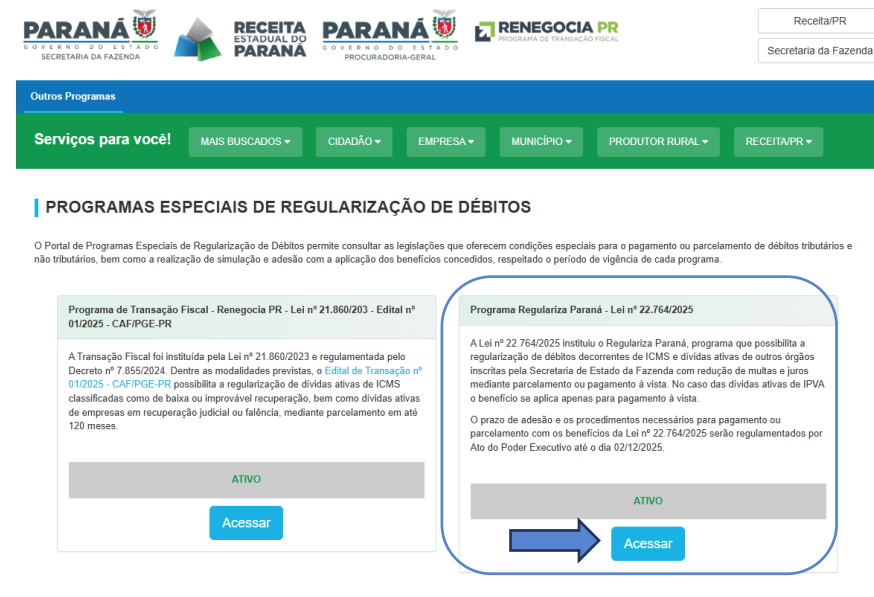 PARANÁ
GOVERNO DO ESTADO
SECRETARIA DA FAZENDA
RECEITA
ESTADUAL DO
PARANÁ
PARANÁ
GOVERNO DO ESTADO
PROCURADORIA-GERAL
RENEGOCIA PR
PROGRAMA DE TRANSAÇÃO FISCAL
Receita/PR
Secretaria da Fazenda
Outros Programas
Serviços para você!
MAIS BUSCADOS
CIDADÃO
EMPRESA
MUNICÍPIO
PRODUTOR RURAL
RECEITA/PR
PROGRAMAS ESPECIAIS DE REGULARIZAÇÃO DE DÉBITOS
O Portal de Programas Especiais de Regularização de Débitos permite consultar as legislações que oferecem condições especiais para o pagamento ou parcelamento de débitos tributários e
não tributários, bem como a realização de simulação e adesão com a aplicação dos benefícios concedidos, respeitado o período de vigência de cada programa.
Programa de Transação Fiscal - Renegocia PR - Lei nº 21.860/203 - Edital nº
01/2025 - CAF/PGE-PR
A Transação Fiscal foi instituída pela Lei nº 21.860/2023 e regulamentada pelo
Decreto nº 7.855/2024. Dentre as modalidades previstas, o Edital de Transação nº
01/2025 - CAF/PGE-PR possibilita a regularização de dívidas ativas de ICMS
classificadas como de baixa ou improvável recuperação, bem como dívidas ativas
de empresas em recuperação judicial ou falência, mediante parcelamento em até
120 meses.
ATIVO
Acessar
Programa Regulariza Paraná - Lei nº 22.764/2025
A Lei nº 22.764/2025 instituiu o Regulariza Paraná, programa que possibilita a
regularização de débitos decorrentes de ICMS e dívidas ativas de outros órgãos
inscritas pela Secretaria de Estado da Fazenda com redução de multas e juros
mediante parcelamento ou pagamento à vista. No caso das dívidas ativas de IPVA
o benefício se aplica apenas para pagamento à vista.
O prazo de adesão e os procedimentos necessários para pagamento ou
parcelamento com os benefícios da Lei nº 22.764/2025 serão regulamentados por
Ato do Poder Executivo até o dia 02/12/2025.
ATIVO
Acessar